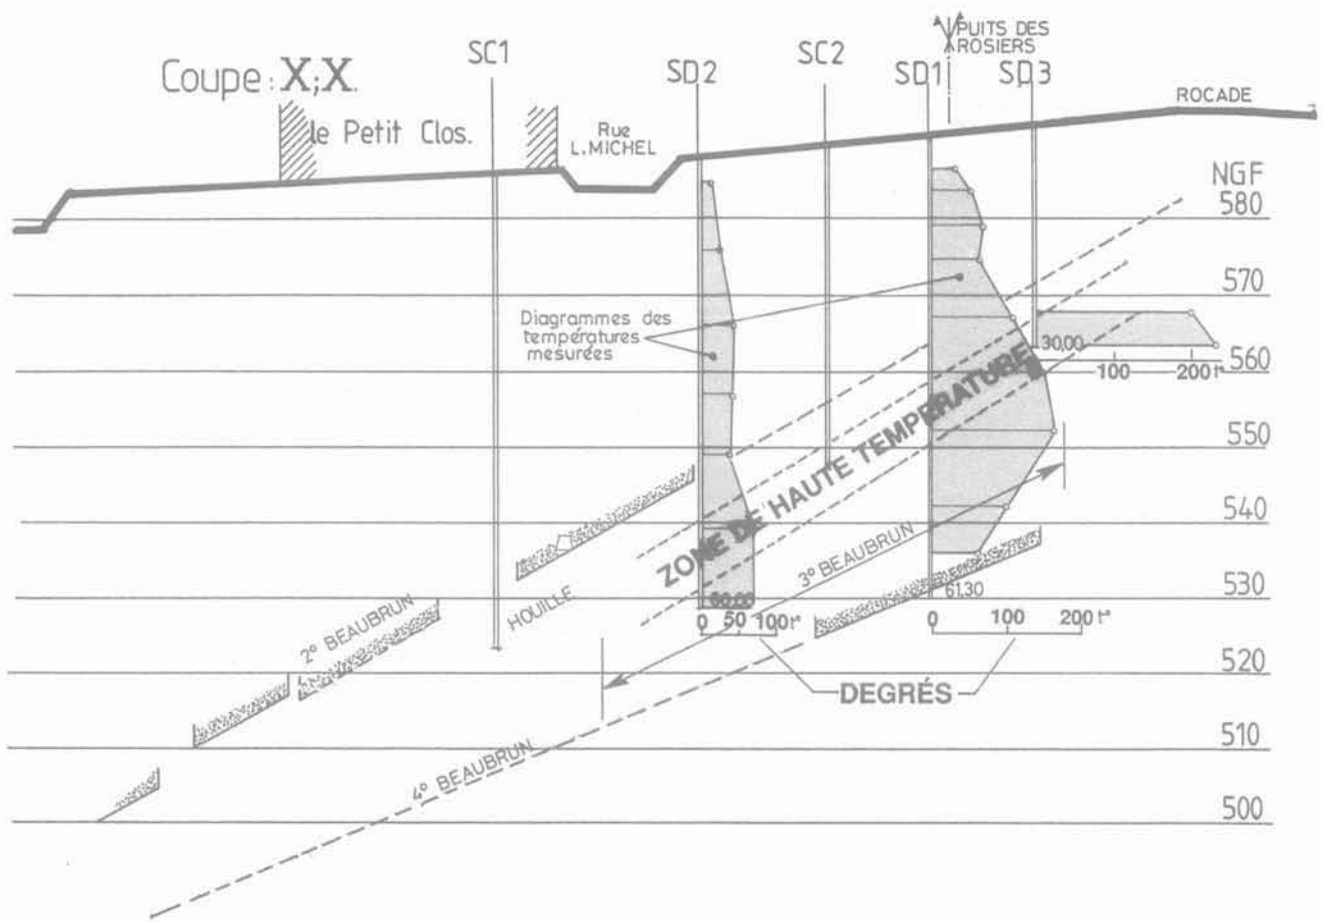 Coupe : X;X.
SC1
SD2
SC2
SD1
PUITS DES
ROSIERS
SD3
ROCADE
le Petit Clos.
Rue
L.MICHEL
NGF
580
570
560
550
540
530
520
510
500
Diagrammes des
températures
mesurées
30,00
100 200 t°
ZONE DE HAUTE TEMPERATURE
3° BEAUBRUN
HOUILLE
2° BEAUBRUN
4° BEAUBRUN
0 50 100 t°
61,30
0 100 200 t°
DEGRÉS